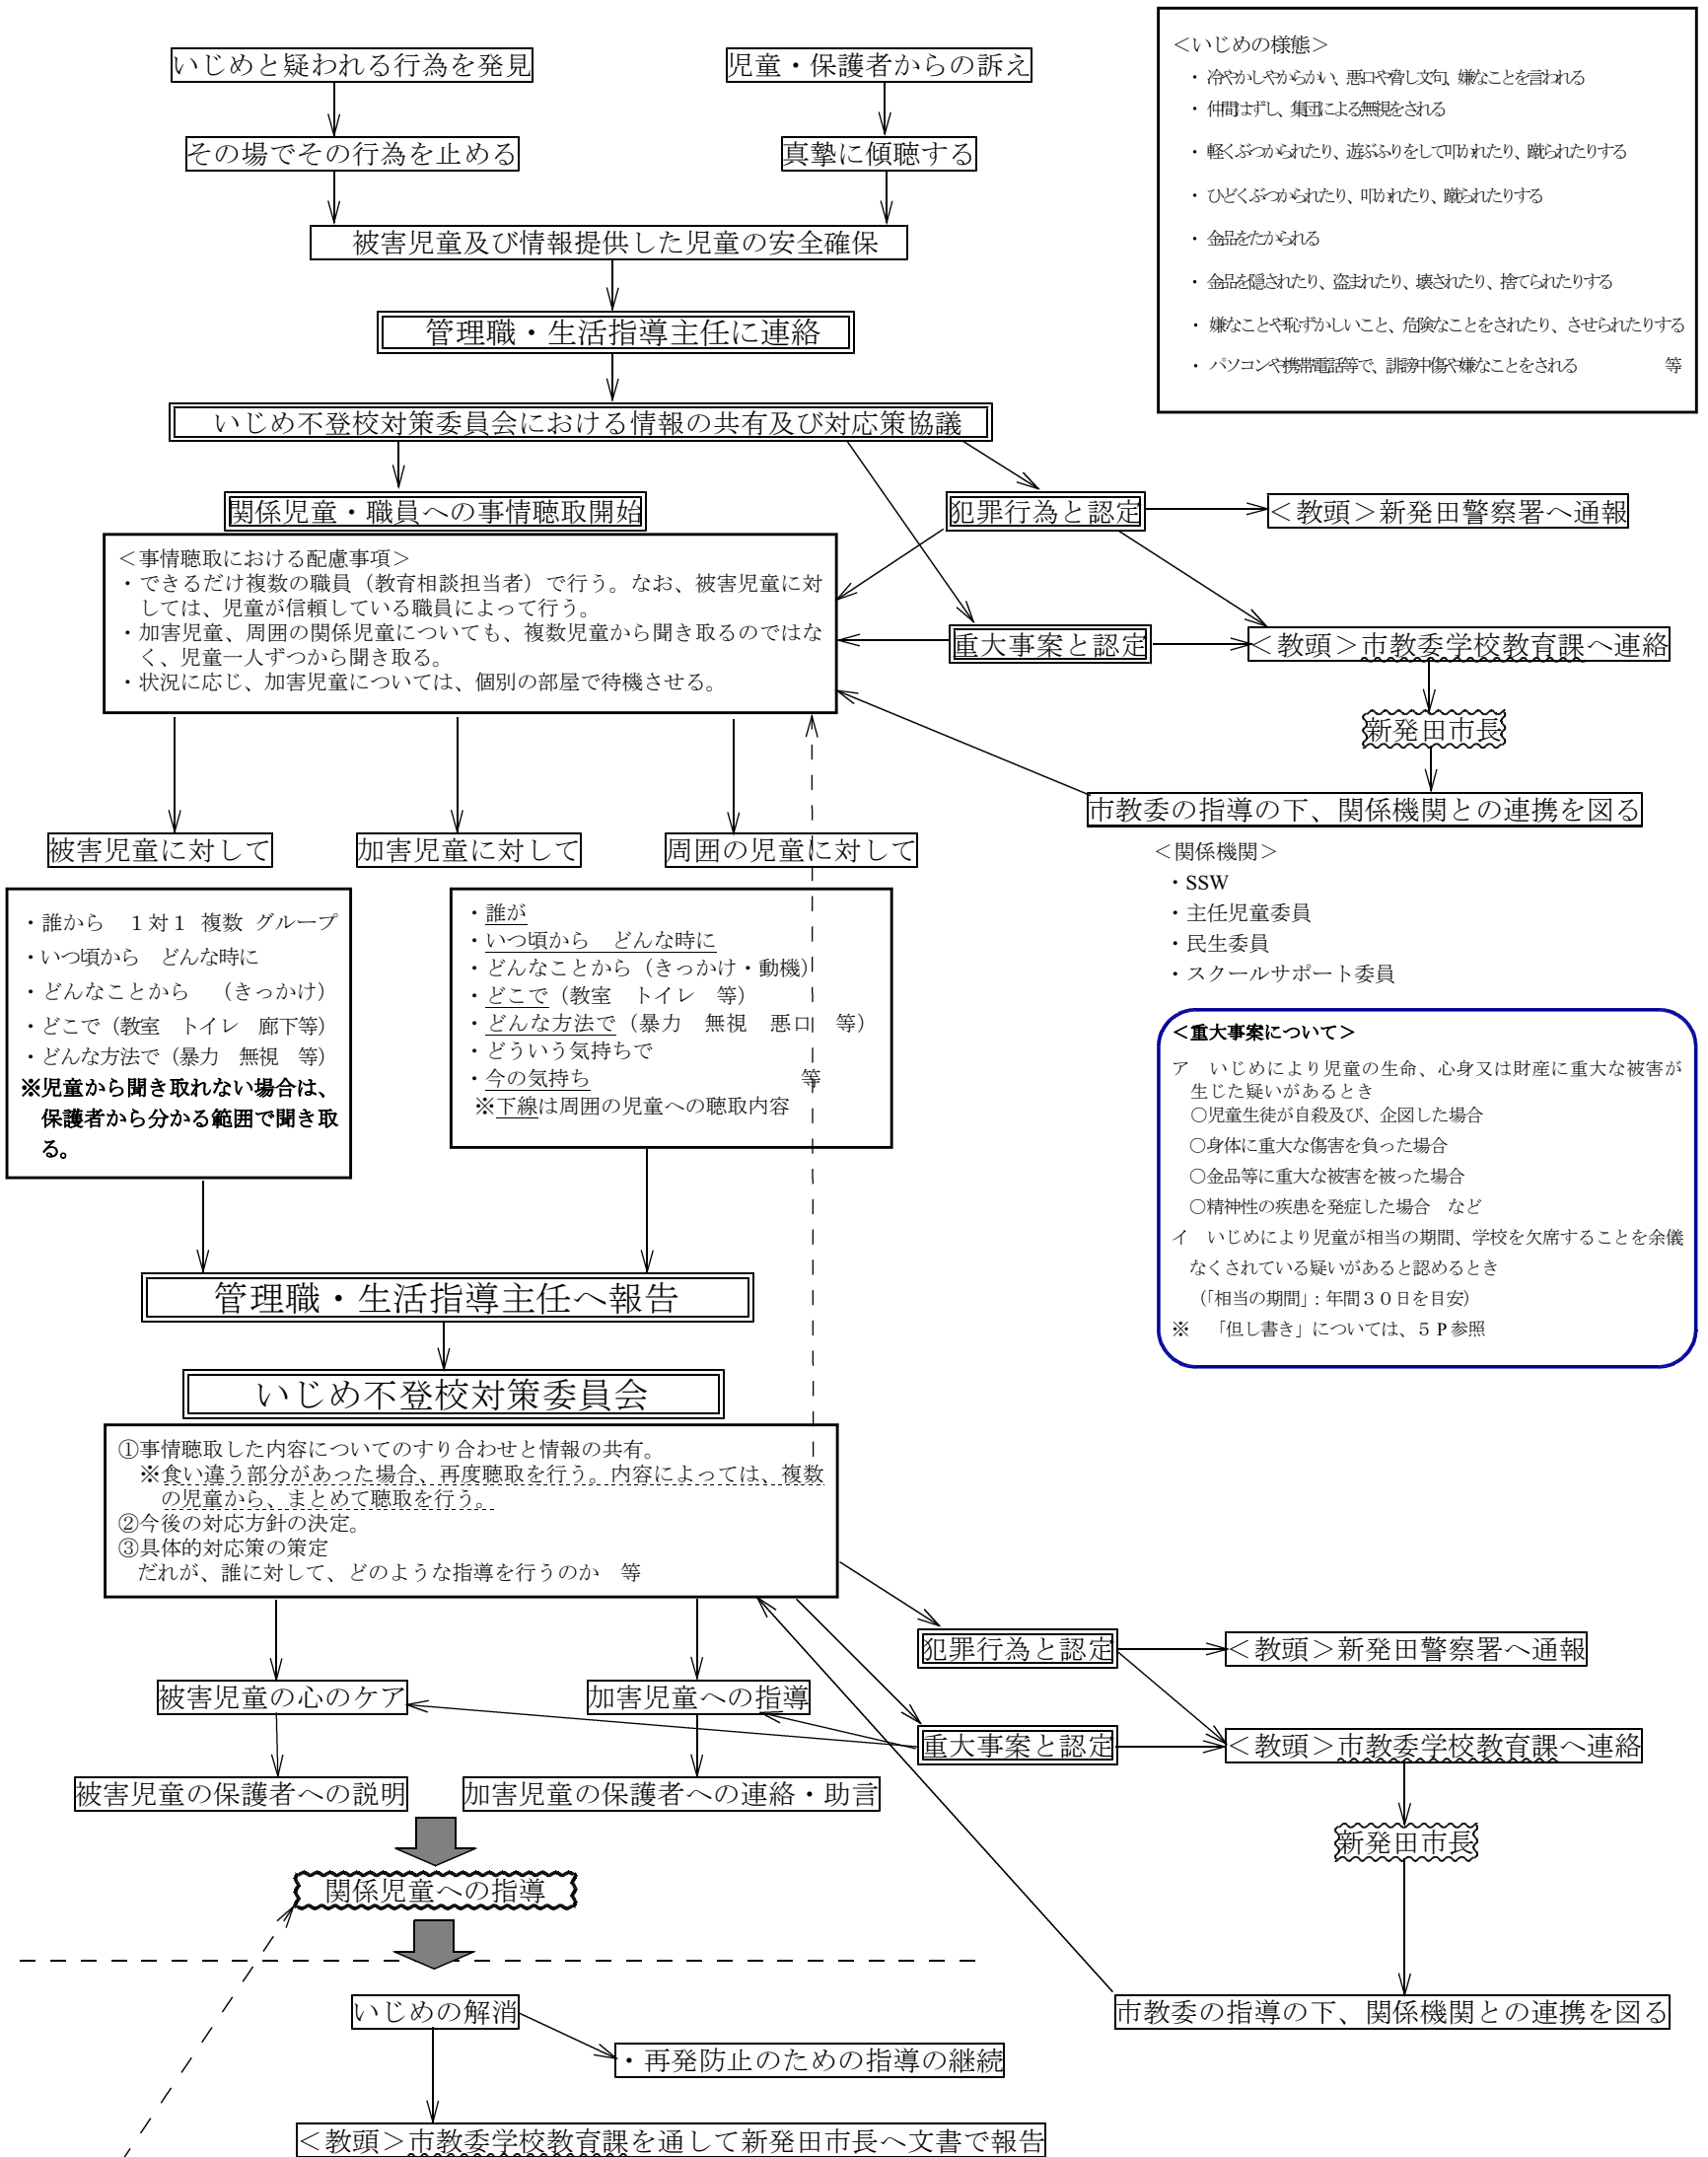 いじめと疑われる行為を発見
児童・保護者からの訴え
その場でその行為を止める
真摯に傾聴する
被害児童及び情報提供した児童の安全確保
管理職・生活指導主任に連絡
いじめ不登校対策委員会における情報の共有及び対応策協議
＜いじめの様態＞
・ 冷やかしやからかい、悪口や脅し文句、嫌なことを言われる
・ 仲間はずし、集団による無視をされる
・ 軽くぶつかられたり、遊ぶふりをして叩かれたり、蹴られたりする
・ ひどくぶつかられたり、叩かれたり、蹴られたりする
・ 金品をたかられる
・ 金品を隠されたり、盗まれたり、壊されたり、捨てられたりする
・ 嫌なことや恥ずかしいこと、危険なことをされたり、させられたりする
・ パソコンや携帯電話等で、誹謗中傷や嫌なことをされる　　　　　等
関係児童・職員への事情聴取開始
犯罪行為と認定
＜教頭＞新発田警察署へ通報
＜事情聴取における配慮事項＞
・できるだけ複数の職員（教育相談担当者）で行う。なお、被害児童に対
しては、児童が信頼している職員によって行う。
・加害児童、周囲の関係児童についても、複数児童から聞き取るのではな
く、児童一人ずつから聞き取る。
・状況に応じ、加害児童については、個別の部屋で待機させる。
重大事案と認定
＜教頭＞市教委学校教育課へ連絡
新発田市長
市教委の指導の下、関係機関との連携を図る
＜関係機関＞
・SSW
・主任児童委員
・民生委員
・スクールサポート委員
被害児童に対して
加害児童に対して
周囲の児童に対して
・誰から　１対１ 複数 グループ
・いつ頃から　どんな時に
・どんなことから　（きっかけ）
・どこで（教室　トイレ　廊下等）
・どんな方法で（暴力　無視　等）
※児童から聞き取れない場合は、
保護者から分かる範囲で聞き取
る。
・誰が
・いつ頃から　どんな時に
・どんなことから（きっかけ・動機）
・どこで（教室　トイレ　等）
・どんな方法で（暴力　無視　悪口　等）
・どういう気持ちで
・今の気持ち　　　　　　　　　　等
※下線は周囲の児童への聴取内容
＜重大事案について＞
ア　いじめにより児童の生命、心身又は財産に重大な被害が
生じた疑いがあるとき
○児童生徒が自殺及び、企図した場合
○身体に重大な傷害を負った場合
○金品等に重大な被害を被った場合
○精神性の疾患を発症した場合　など
イ　いじめにより児童が相当の期間、学校を欠席することを余儀
なくされている疑いがあると認めるとき
（「相当の期間」：年間３０日を目安）
※　「但し書き」については、５P参照
管理職・生活指導主任へ報告
いじめ不登校対策委員会
①事情聴取した内容についてのすり合わせと情報の共有。
※食い違う部分があった場合、再度聴取を行う。内容によっては、複数
の児童から、まとめて聴取を行う。
②今後の対応方針の決定。
③具体的対応策の策定
だれが、誰に対して、どのような指導を行うのか　等
犯罪行為と認定
＜教頭＞新発田警察署へ通報
被害児童の心のケア
加害児童への指導
重大事案と認定
＜教頭＞市教委学校教育課へ連絡
被害児童の保護者への説明
加害児童の保護者への連絡・助言
新発田市長
関係児童への指導
市教委の指導の下、関係機関との連携を図る
いじめの解消
・再発防止のための指導の継続
＜教頭＞市教委学校教育課を通して新発田市長へ文書で報告